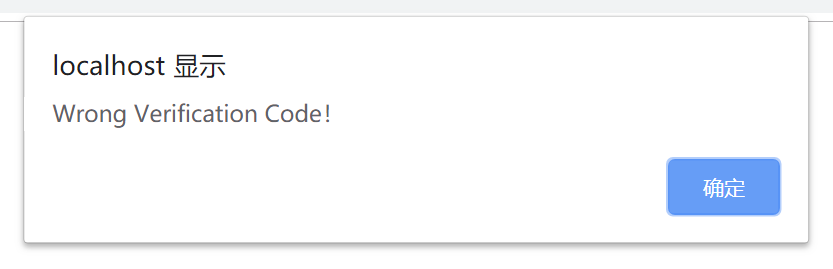 localhost 显示
Wrong Verification Code！
确定